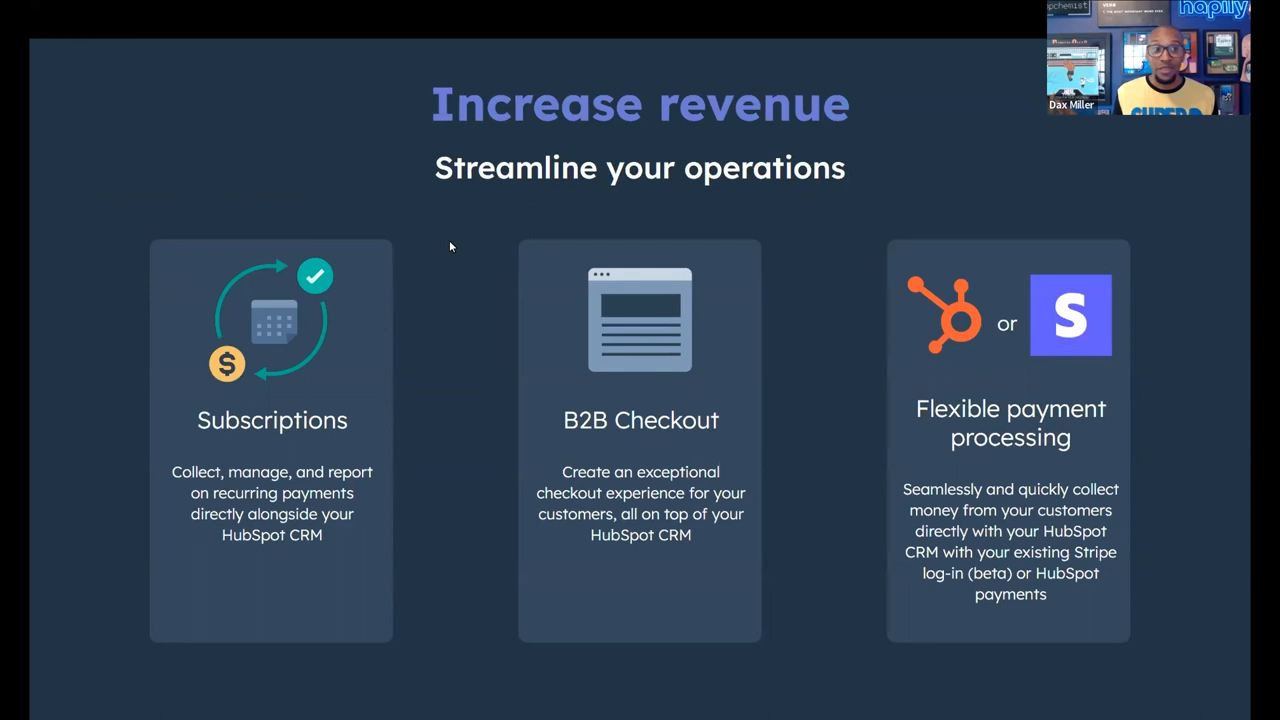 hapily
Dax Miller
Increase revenue
Streamline your operations
Subscriptions
Collect, manage, and report
on recurring payments
directly alongside your
HubSpot CRM
B2B Checkout
Create an exceptional
checkout experience for your
customers, all on top of your
HubSpot CRM
or
S
Flexible payment
processing
Seamlessly and quickly collect
money from your customers
directly with your HubSpot
CRM with your existing Stripe
log-in (beta) or HubSpot
payments
$